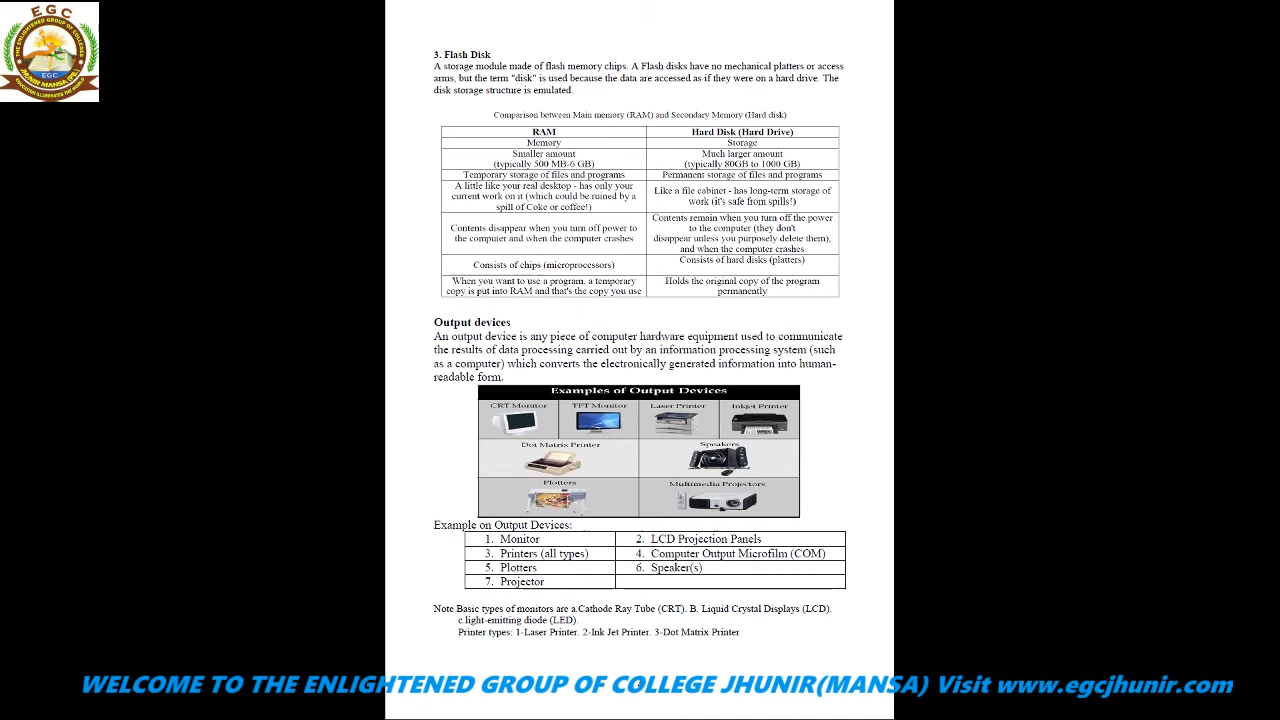 EGC
THE ENLIGHTENED GROUP OF COLLEGES
EGC
JHUNIR MANSA (PB.)
EDUCATION ILLUMINATES THE WORLD
3. Flash Disk
A storage module made of flash memory chips. A Flash disks have no mechanical platters or access
arms, but the term "disk" is used because the data are accessed as if they were on a hard drive. The
disk storage structure is emulated.
Comparison between Main memory (RAM) and Secondary Memory (Hard disk)
RAM Hard Disk (Hard Drive)
Memory Storage
Smaller amount
(typically 500 MB-6 GB)
Much larger amount
(typically 80GB to 1000 GB)
Temporary storage of files and programs Permanent storage of files and programs
A little like your real desktop - has only your
current work on it (which could be ruined by a
spill of Coke or coffee!)
Like a file cabinet - has long-term storage of
work (it's safe from spills!)
Contents disappear when you turn off power to
the computer and when the computer crashes
Contents remain when you turn off the power
to the computer (they don't
disappear unless you purposely delete them),
and when the computer crashes
Consists of chips (microprocessors) Consists of hard disks (platters)
When you want to use a program, a temporary
copy is put into RAM and that's the copy you use
Holds the original copy of the program
permanently
Output devices
An output device is any piece of computer hardware equipment used to communicate
the results of data processing carried out by an information processing system (such
as a computer) which converts the electronically generated information into human-
readable form.
Examples of Output Devices
CRT Monitor TFT Monitor Laser Printer Inkjet Printer
Dot Matrix Printer Speakers
Plotters Multimedia Projectors
Example on Output Devices:
1. Monitor 2. LCD Projection Panels
3. Printers (all types) 4. Computer Output Microfilm (COM)
5. Plotters 6. Speaker(s)
7. Projector
Note Basic types of monitors are a.Cathode Ray Tube (CRT). B. Liquid Crystal Displays (LCD).
c.light-emitting diode (LED).
Printer types: 1-Laser Printer. 2-Ink Jet Printer. 3-Dot Matrix Printer
WELCOME TO THE ENLIGHTENED GROUP OF COLLEGE JHUNIR(MANSA) Visit www.egcjhunir.com